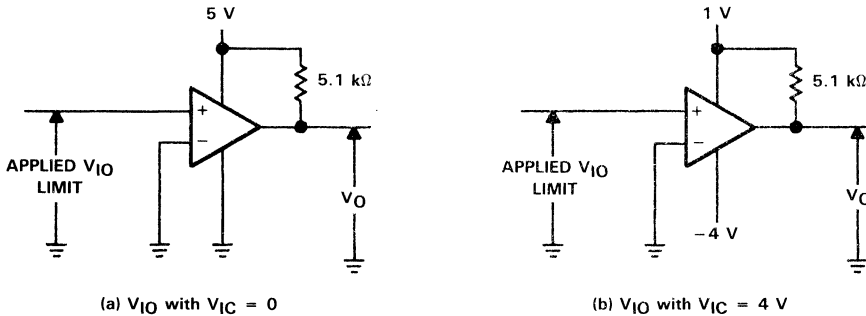 5 V
5.1 kΩ
+
−
APPLIED VIO
LIMIT
VO
(a) VIO with VIC = 0
1 V
5.1 kΩ
+
−
APPLIED VIO
LIMIT
−4 V
VO
(b) VIO with VIC = 4 V